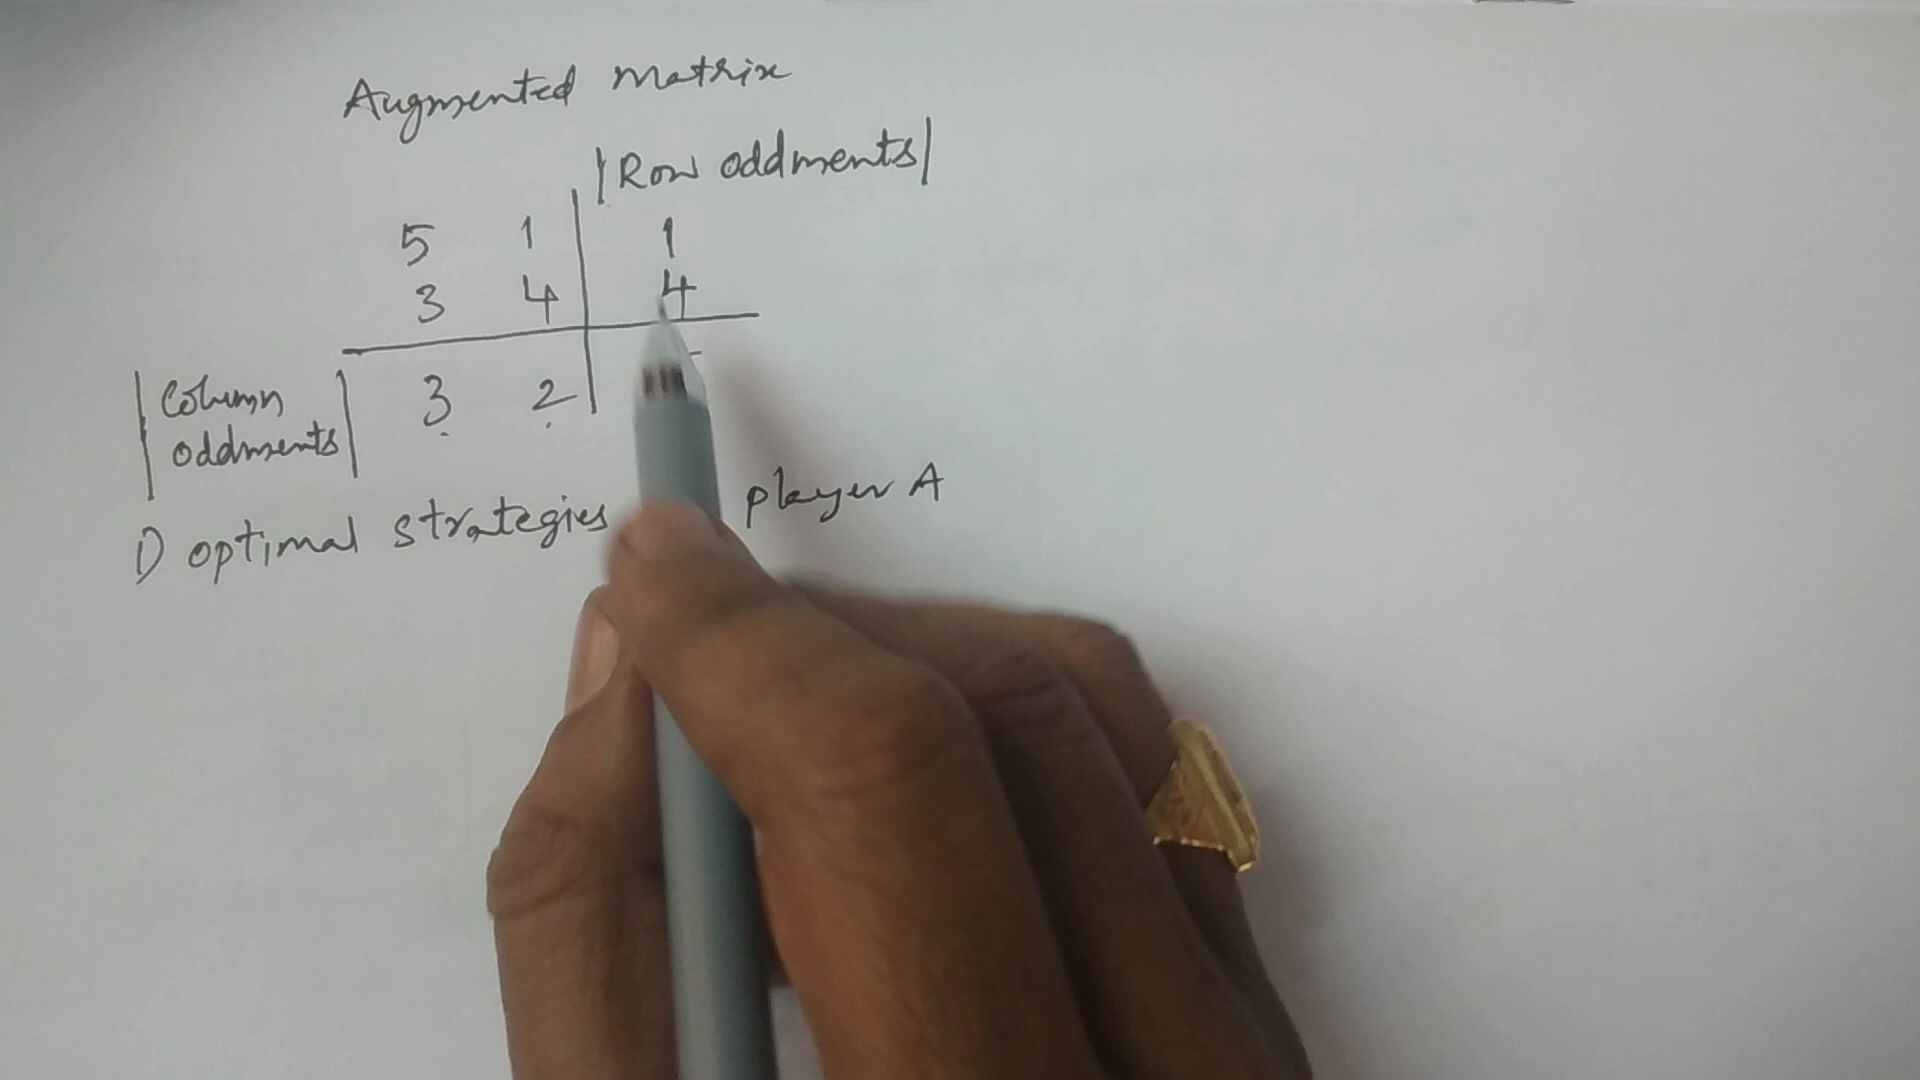 Augmented Matrix
|Row oddments|
5 1 1
3 4 4
|Column oddments| 3 2
1) optimal strategies player A